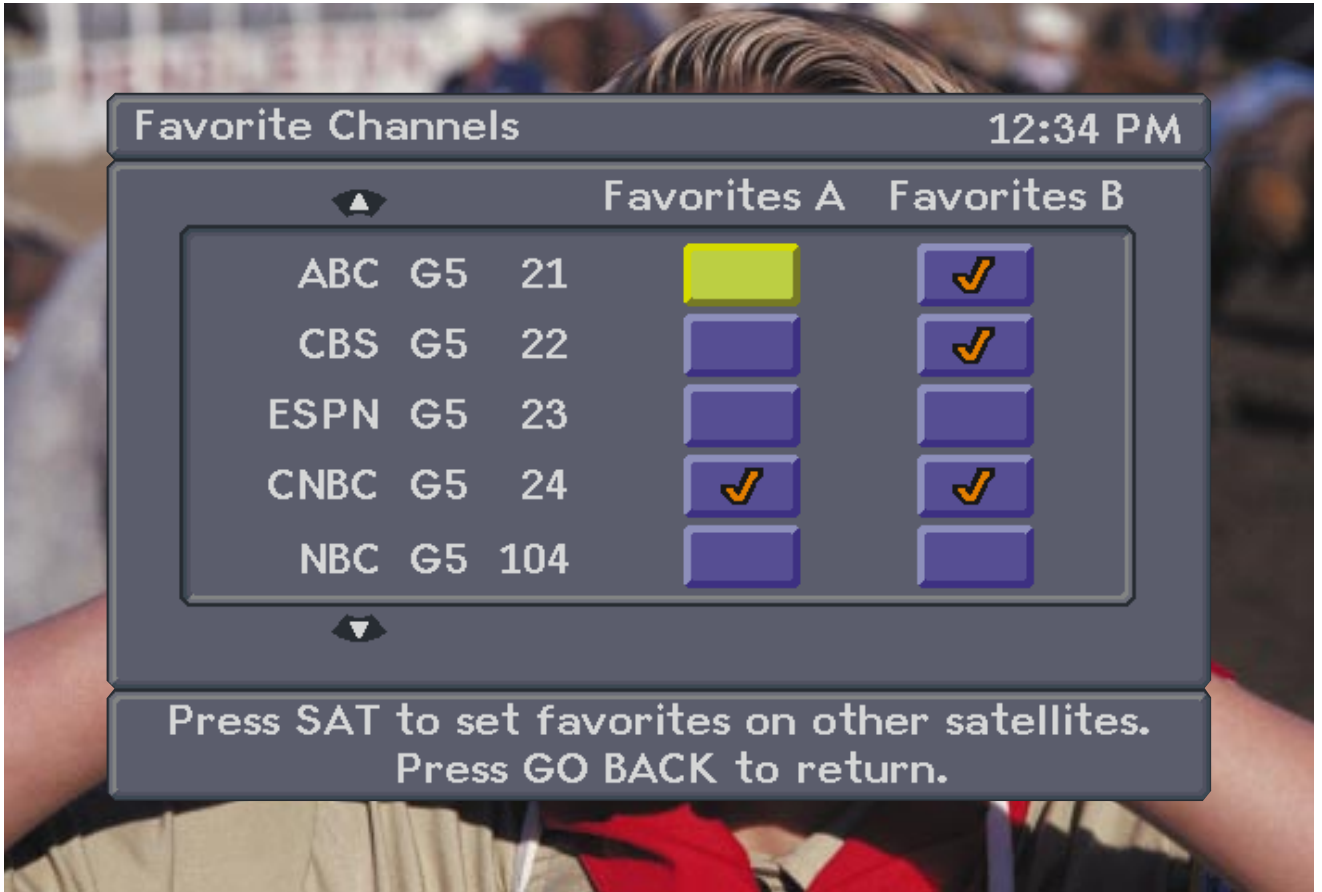 Favorite Channels 12:34 PM
Favorites A Favorites B
ABC G5 21
CBS G5 22
ESPN G5 23
CNBC G5 24
NBC G5 104
Press SAT to set favorites on other satellites.
Press GO BACK to return.